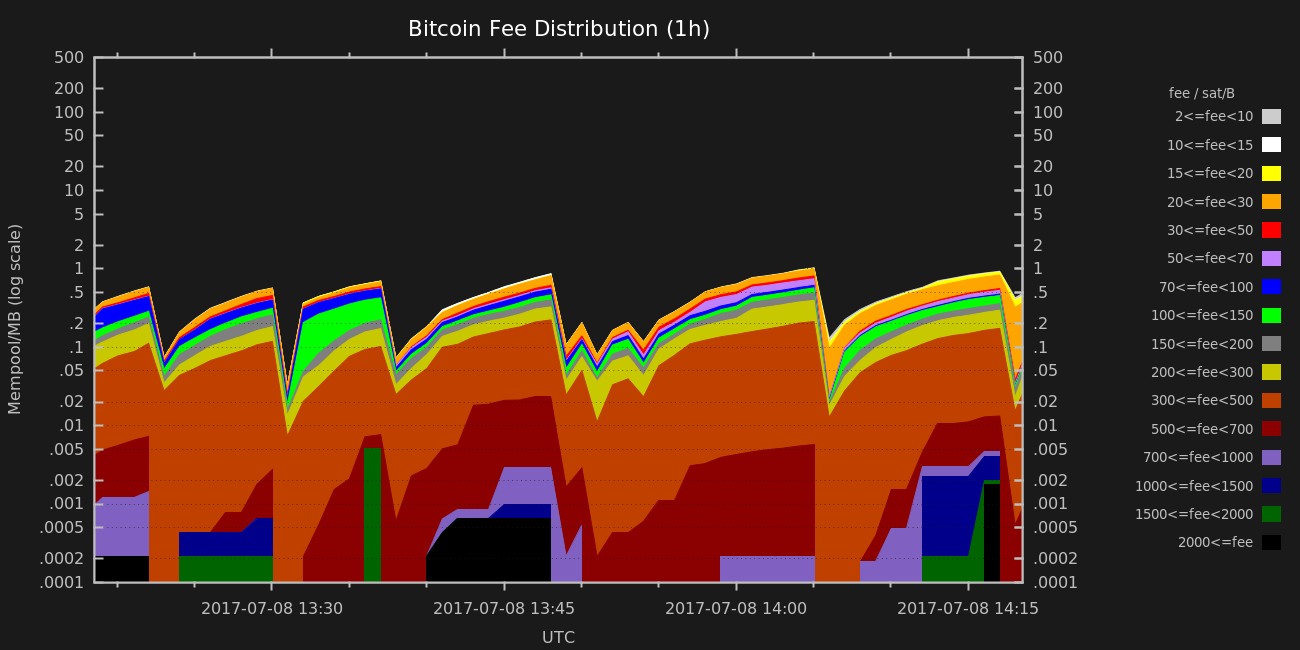 Bitcoin Fee Distribution (1h)
500 500
200 200
100 100
50 50
20 20
10 10
5 5
2 2
1 1
.5 .5
.2 .2
.1 .1
.05 .05
.02 .02
.01 .01
.005 .005
.002 .002
.001 .001
.0005 .0005
.0002 .0002
.0001 .0001
Mempool/MB (log scale)
2017-07-08 13:30 2017-07-08 13:45 2017-07-08 14:00 2017-07-08 14:15
UTC
fee / sat/B
2<=fee<10
10<=fee<15
15<=fee<20
20<=fee<30
30<=fee<50
50<=fee<70
70<=fee<100
100<=fee<150
150<=fee<200
200<=fee<300
300<=fee<500
500<=fee<700
700<=fee<1000
1000<=fee<1500
1500<=fee<2000
2000<=fee